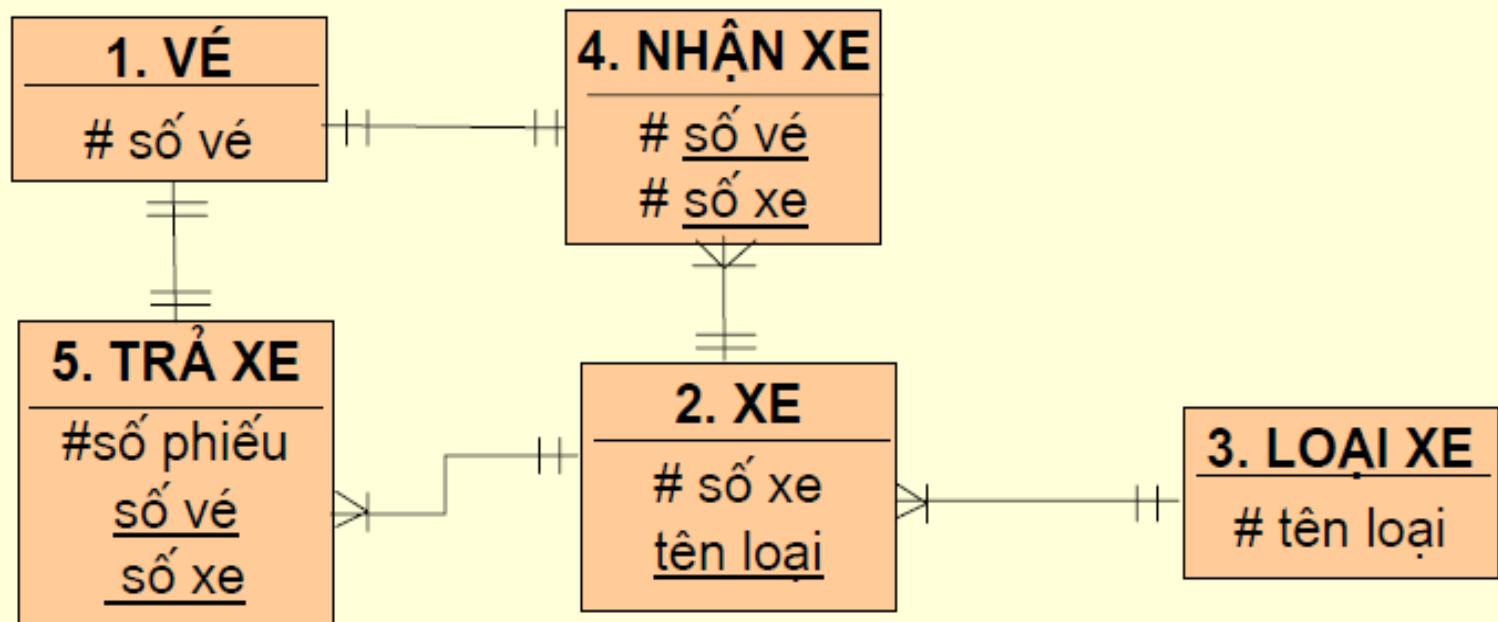 1. VÉ
# số vé
4. NHẬN XE
# số vé
# số xe
5. TRẢ XE
#số phiếu
số vé
số xe
2. XE
# số xe
tên loại
3. LOẠI XE
# tên loại